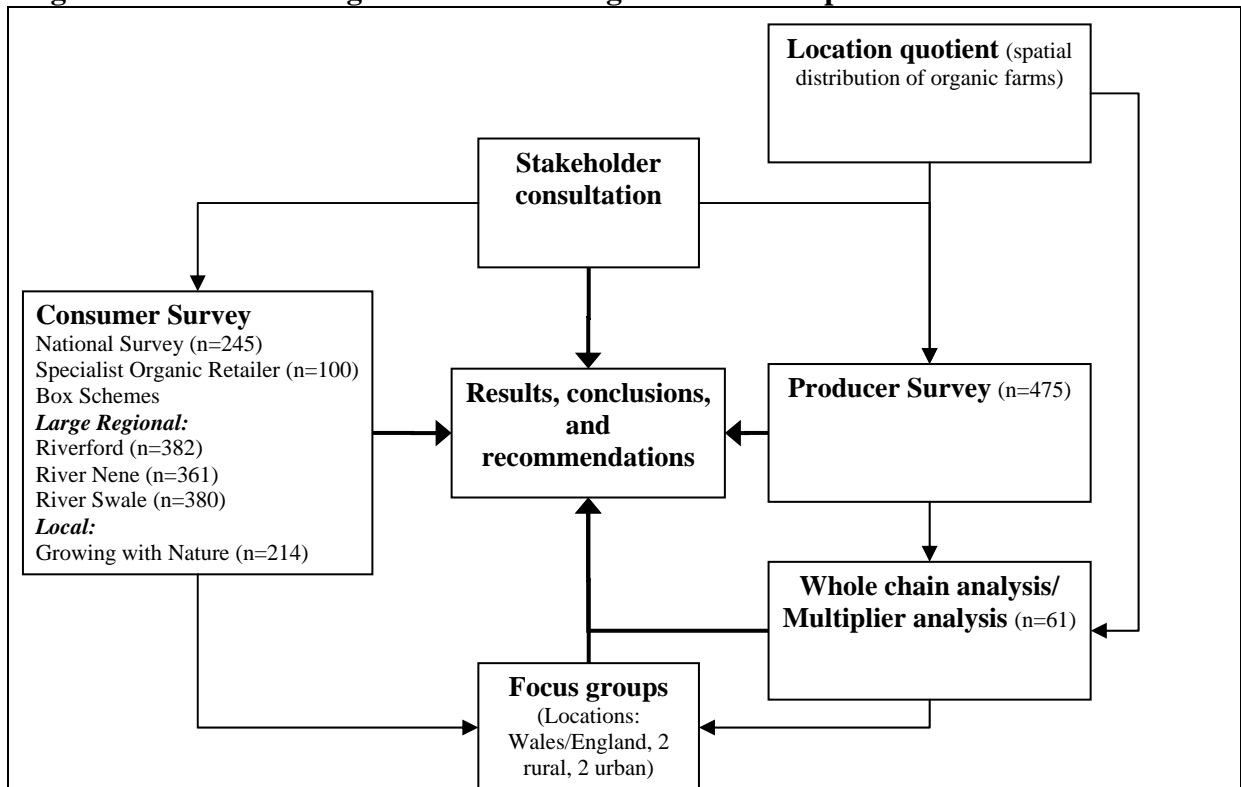 Location quotient (spatial
distribution of organic farms)
Stakeholder
consultation
Consumer Survey
National Survey (n=245)
Specialist Organic Retailer (n=100)
Box Schemes
Large Regional:
Riverford (n=382)
River Nene (n=361)
River Swale (n=380)
Local:
Growing with Nature (n=214)
Results, conclusions,
and
recommendations
Producer Survey (n=475)
Whole chain analysis/
Multiplier analysis (n=61)
Focus groups
(Locations:
Wales/England, 2
rural, 2 urban)